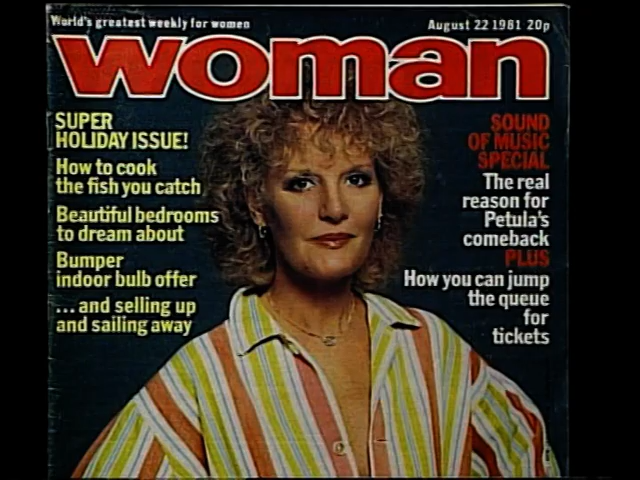 World's greatest weekly for women
August 22 1981 20p
woman
SUPER
HOLIDAY ISSUE!
How to cook
the fish you catch
Beautiful bedrooms
to dream about
Bumper
indoor bulb offer
...and selling up
and sailing away
SOUND
OF MUSIC
SPECIAL
The real
reason for
Petula's
comeback
PLUS
How you can jump
the queue
for
tickets